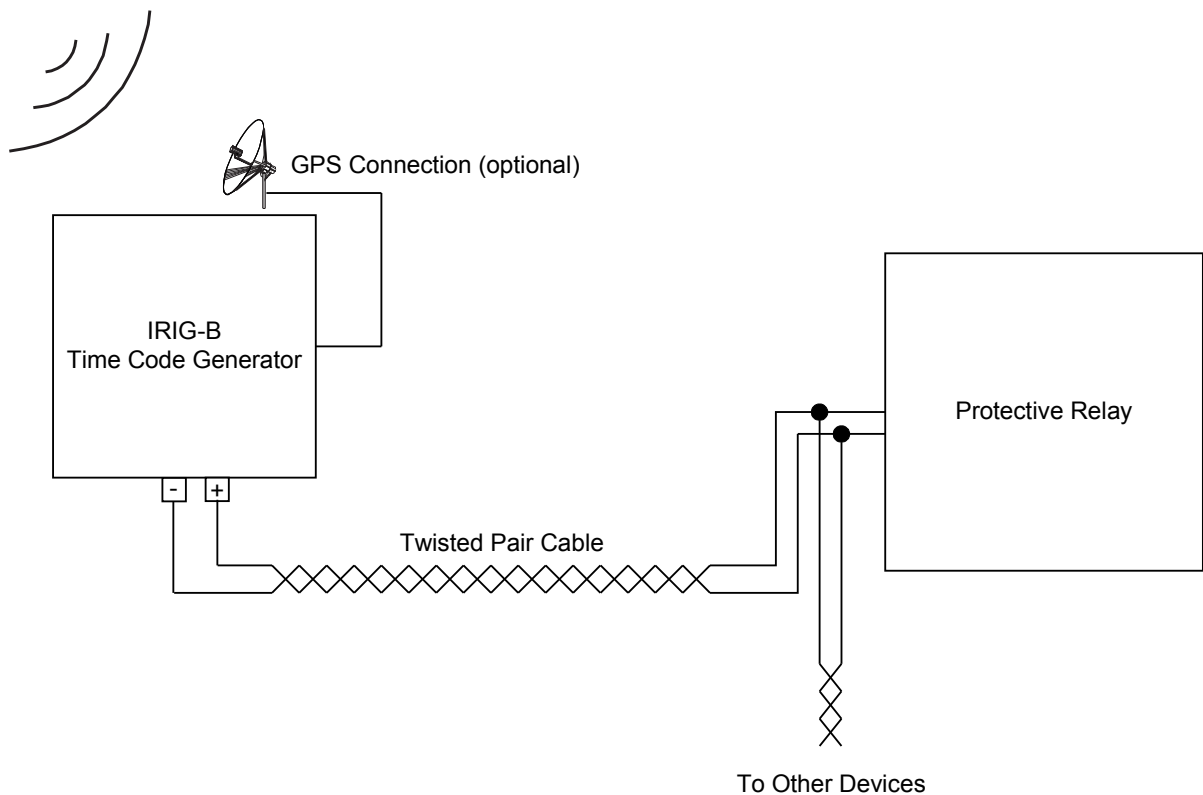 GPS Connection (optional)
IRIG-B
Time Code Generator
Protective Relay
- +
Twisted Pair Cable
To Other Devices